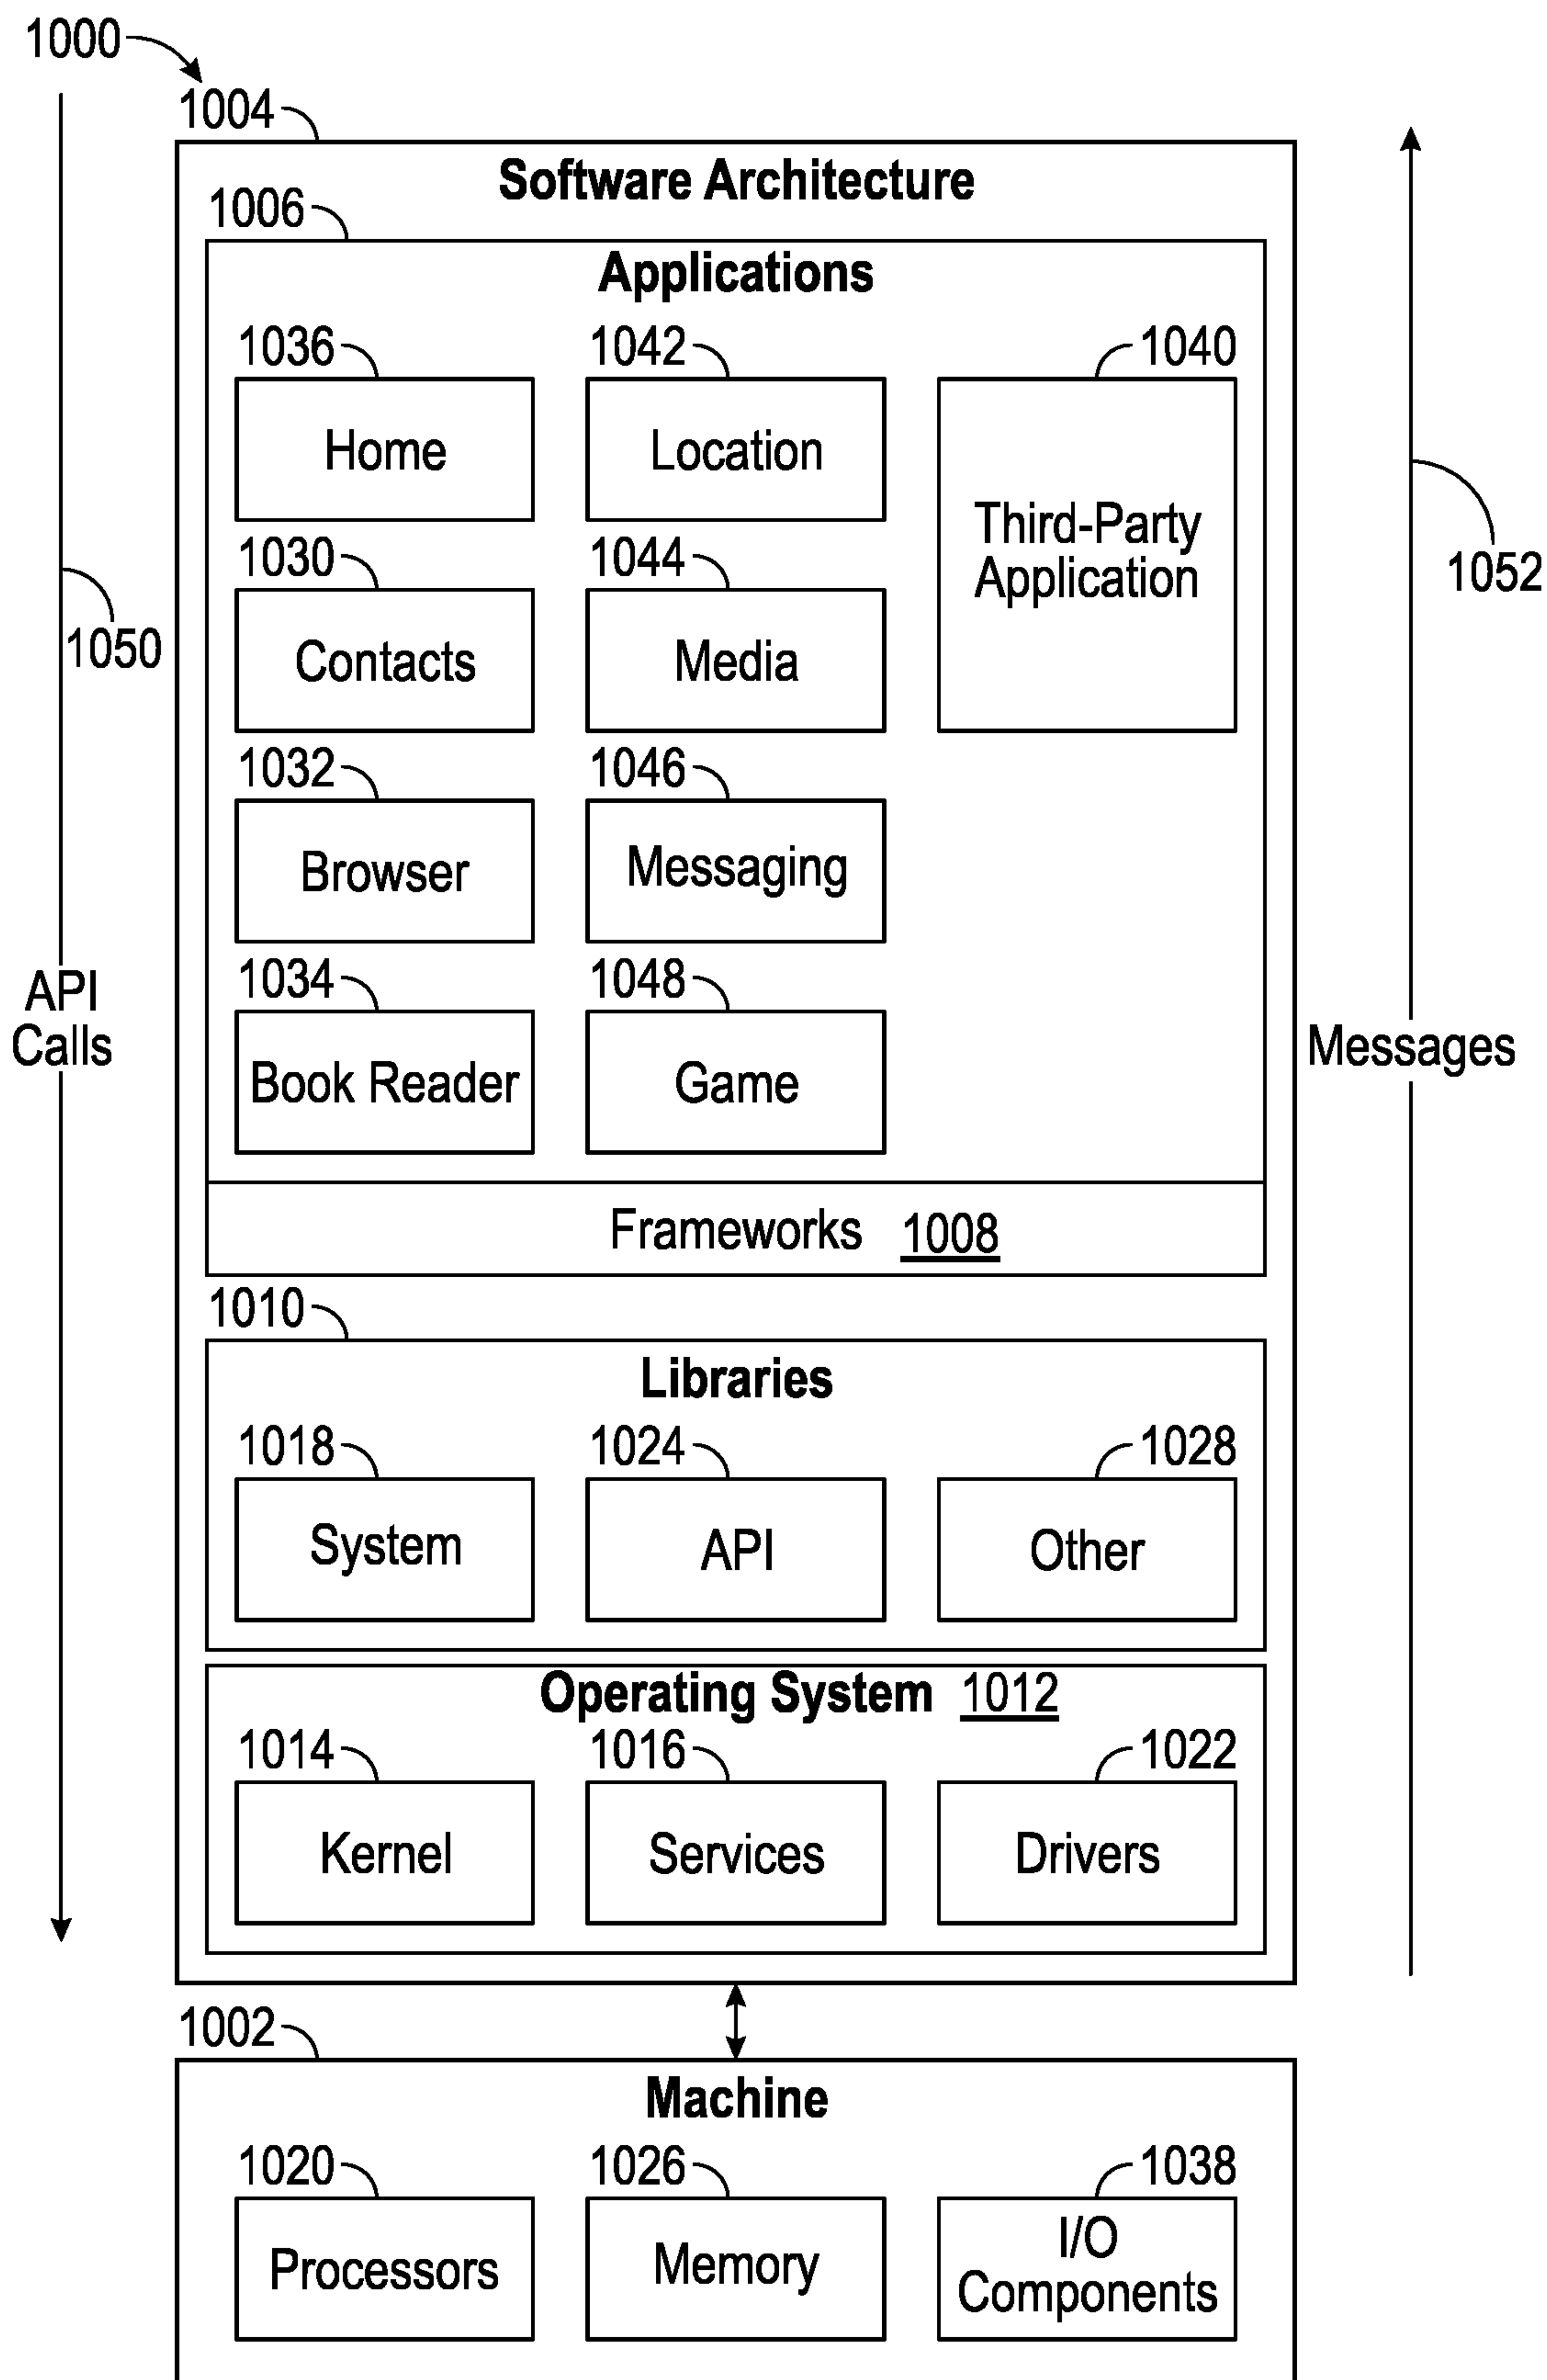 1000
1004
Software Architecture
1006
Applications
1036
1042
1040
Home
Location
Third-Party
Application
1030
1044
1052
Contacts
Media
1050
1032
1046
Browser
Messaging
1034
1048
API
Calls
Messages
Book Reader
Game
Frameworks 1008
1010
Libraries
1018
1024
1028
System
API
Other
Operating System 1012
1014
1016
1022
Kernel
Services
Drivers
1002
Machine
1020
1026
1038
Processors
Memory
I/O
Components